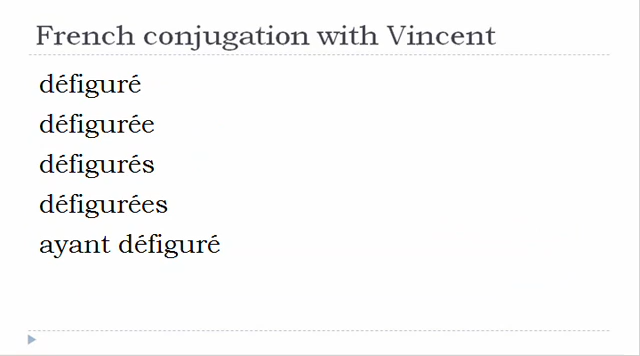 French conjugation with Vincent
défiguré
défigurée
défigurés
défigurées
ayant défiguré